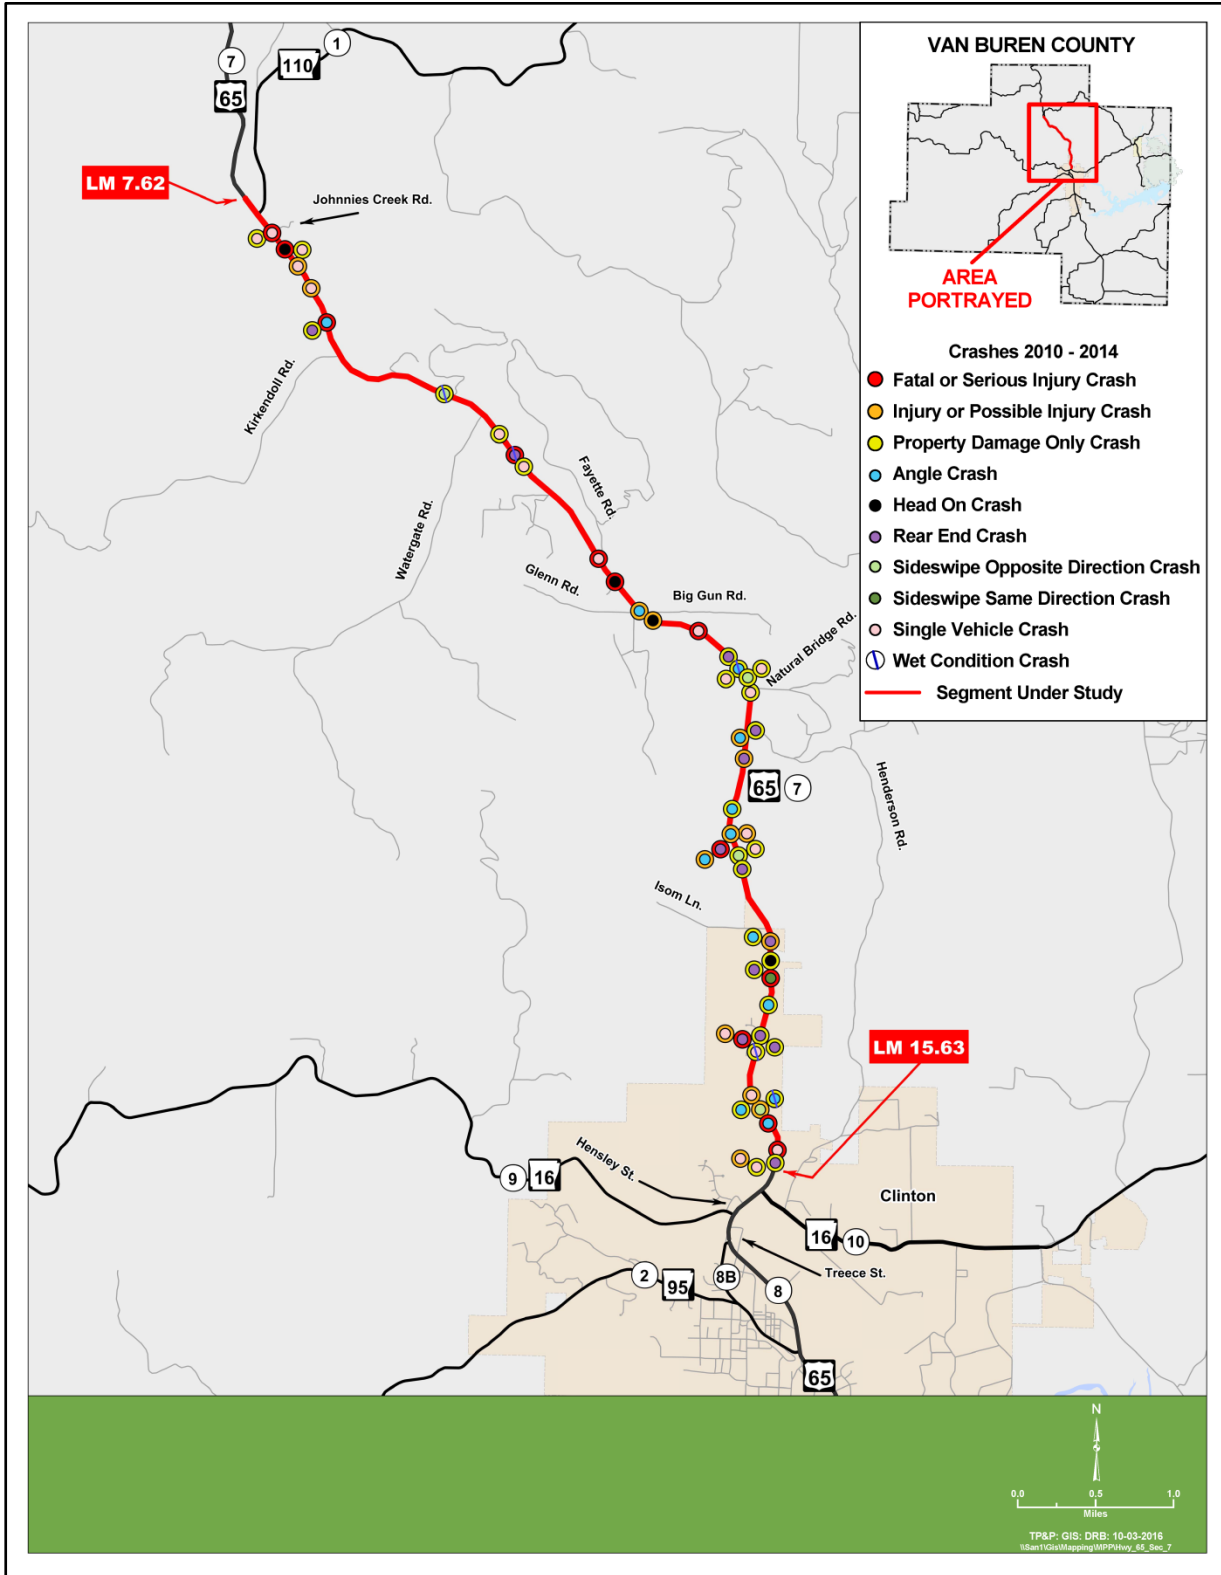 VAN BUREN COUNTY
AREA
PORTRAYED
Crashes 2010 - 2014
Fatal or Serious Injury Crash
Injury or Possible Injury Crash
Property Damage Only Crash
Angle Crash
Head On Crash
Rear End Crash
Sideswipe Opposite Direction Crash
Sideswipe Same Direction Crash
Single Vehicle Crash
Wet Condition Crash
Segment Under Study
1
7
110
65
LM 7.62
Johnnies Creek Rd.
Kirkendoll Rd.
Fayette Rd.
Watergate Rd.
Glenn Rd.
Big Gun Rd.
Natural Bridge Rd.
65
7
Henderson Rd.
Isom Ln.
LM 15.63
Hensley St.
9
16
Clinton
16
10
Treece St.
2
95
8B
8
65
N
0.0
0.5
1.0
Miles
TP&P: GIS: DRB: 10-03-2016
\\San1\GisMapping\MPP\Hwy_65_Sec_7